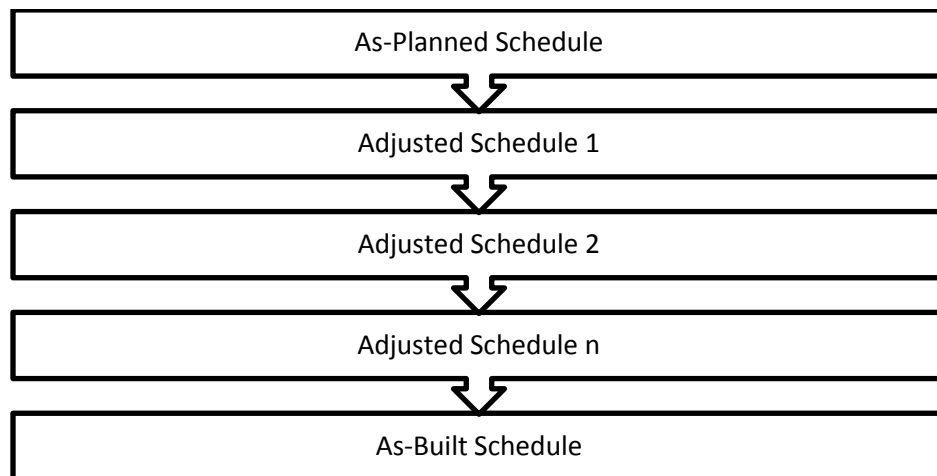 As-Planned Schedule
Adjusted Schedule 1
Adjusted Schedule 2
Adjusted Schedule n
As-Built Schedule